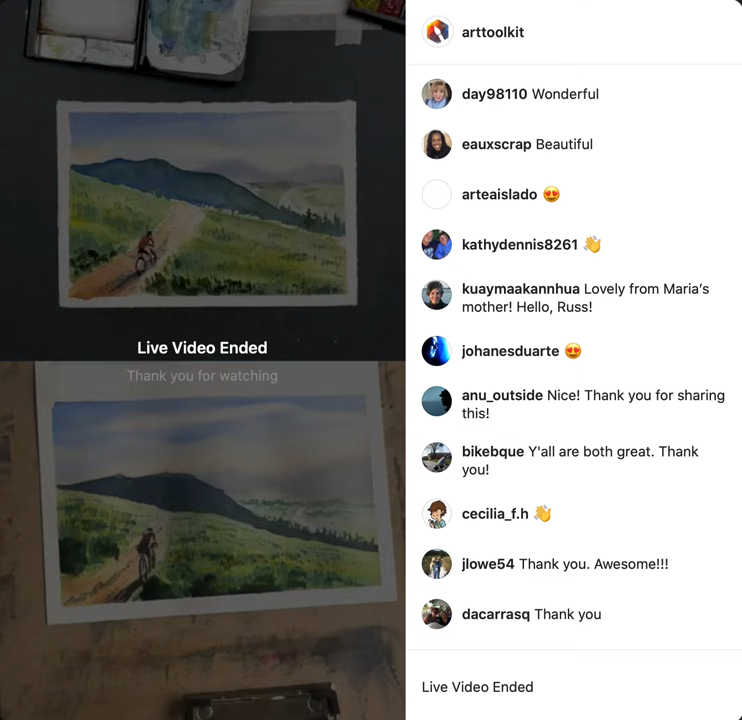 Live Video Ended
Thank you for watching
arttoolkit
day98110 Wonderful
eauxscrap Beautiful
arteaislado 😍
kathydennis8261 👋
kuaymaakannhua Lovely from Maria’s
mother! Hello, Russ!
johanesduarte 😍
anu_outside Nice! Thank you for sharing
this!
bikebque Y'all are both great. Thank
you!
cecilia_f.h 👋
jlowe54 Thank you. Awesome!!!
dacarrasq Thank you
Live Video Ended